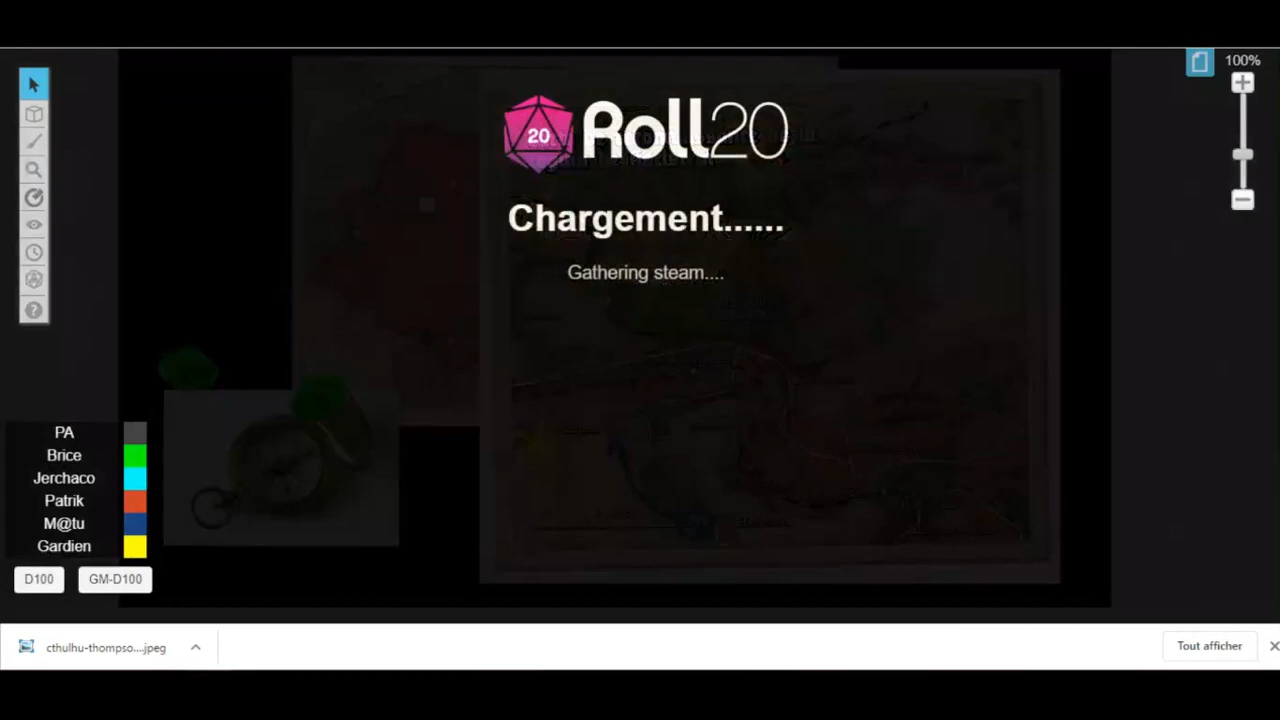 100%
20
Roll20
Chargement......
Gathering steam....
PA
Brice
Jerchaco
Patrik
M@tu
Gardien
D100
GM-D100
cthulhu-thompso....jpeg
Tout afficher